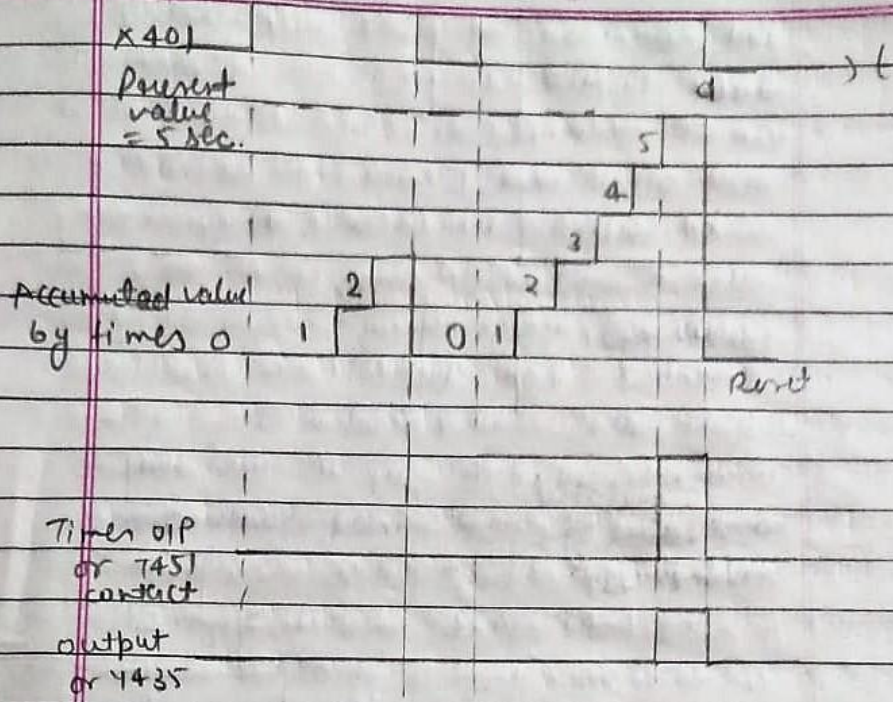 X401
Present
value
= 5 sec.
d
) (
5
4
3
2 2
Accumutad value
by times 0 1 0 1
Reset
Timer O/P
or T451
contact
output
or Y435